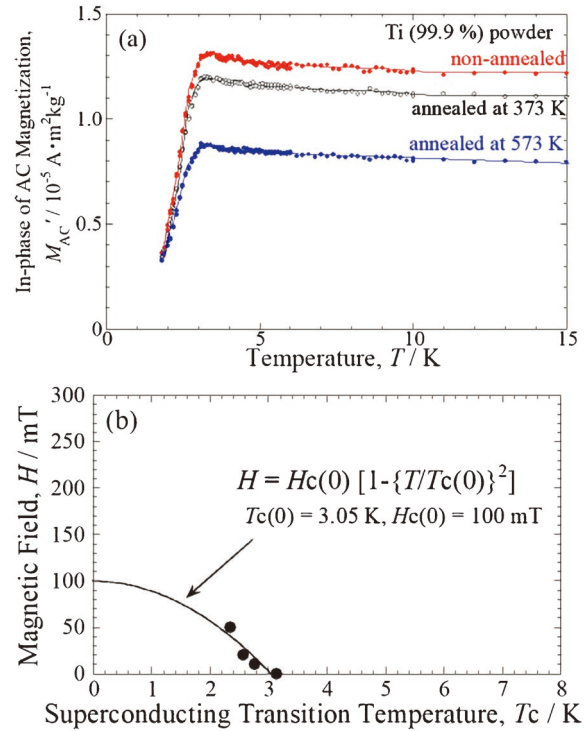 (a)
Ti (99.9 %) powder
non-annealed
annealed at 373 K
annealed at 573 K
In-phase of AC Magnetization,
M_AC' / 10^-5 A·m^2kg^-1
1.5
1.0
0.5
0
5
10
15
Temperature, T / K
(b)
H = Hc(0) [1-{T/Tc(0)}^2]
Tc(0) = 3.05 K, Hc(0) = 100 mT
Magnetic Field, H / mT
300
250
200
150
100
50
0
0 1 2 3 4 5 6 7 8
Superconducting Transition Temperature, Tc / K